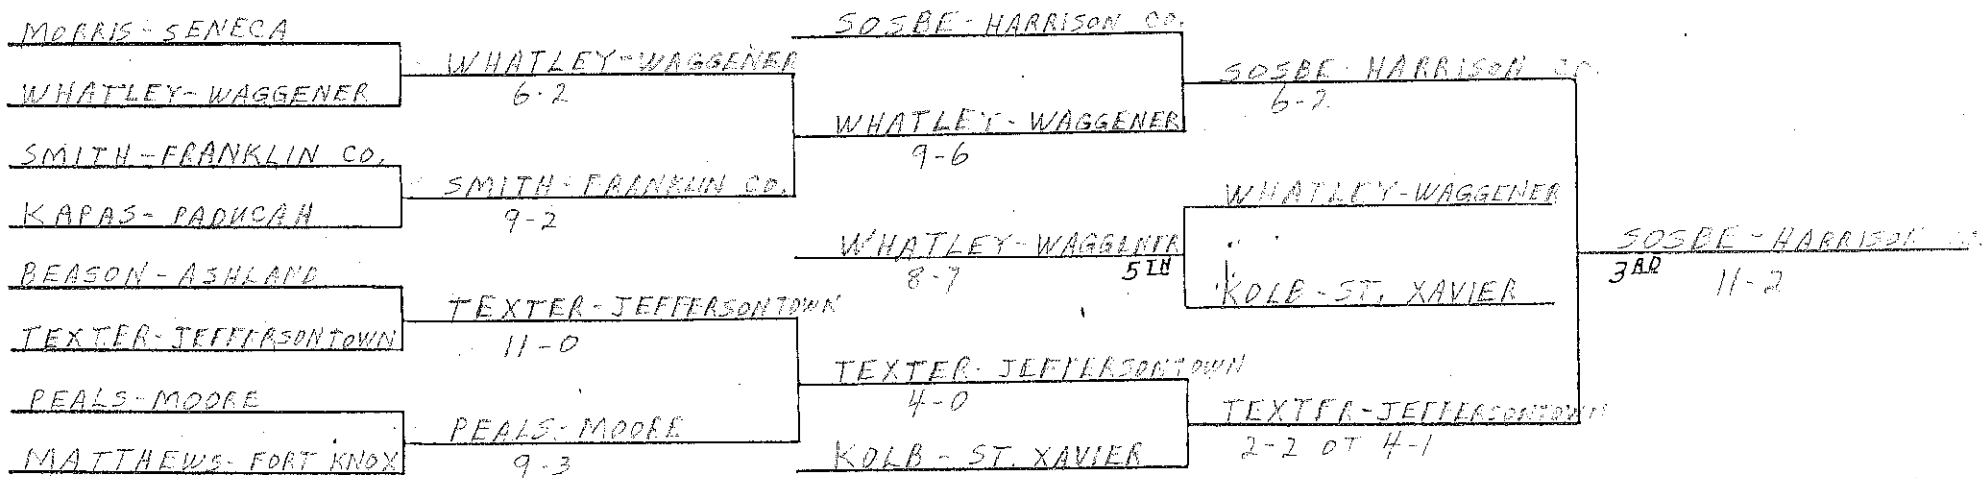 MORRIS-SENECA
WHATLEY-WAGGENER
SMITH-FRANKLIN CO.
KAPAS-PADUCAH
BEASON-ASHLAND
TEXTER-JEFFERSONTOWN
PEALS-MOORE
MATTHEWS-FORT KNOX
WHATLEY-WAGGENER
6-2
SMITH-FRANKLIN CO.
9-2
TEXTER-JEFFERSONTOWN
11-0
PEALS-MOORE
9-3
SOSBE-HARRISON CO.
WHATLEY-WAGGENER
9-6
WHATLEY-WAGGENER
8-7
5TH
TEXTER-JEFFERSONTOWN
4-0
KOLB-ST. XAVIER
SOSBE-HARRISON CO.
6-2
WHATLEY-WAGGENER
KOLB-ST. XAVIER
TEXTER-JEFFERSONTOWN
2-2 OT 4-1
SOSBE-HARRISON CO.
3RD
11-2